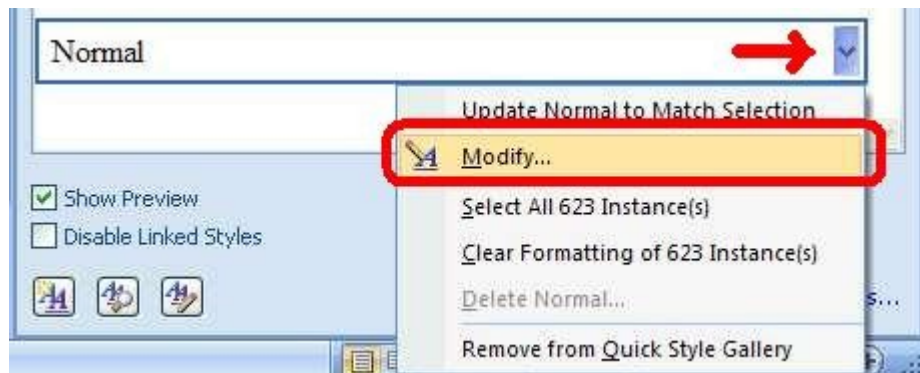 Normal
Update Normal to Match Selection
Modify...
Show Preview
Select All 623 Instance(s)
Disable Linked Styles
Clear Formatting of 623 Instance(s)
Delete Normal...
s...
Remove from Quick Style Gallery